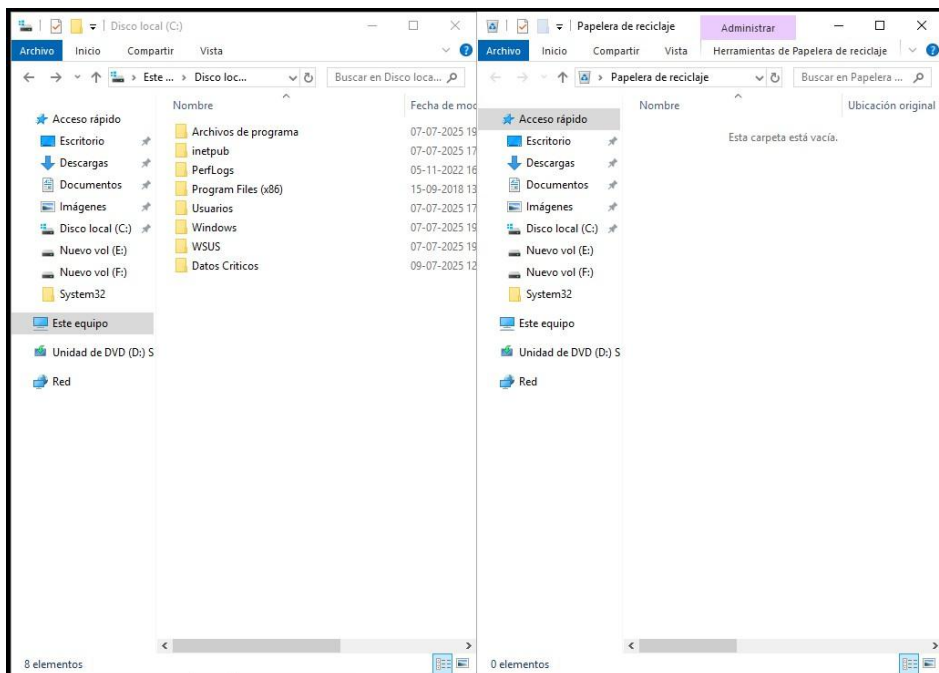 Disco local (C:)
Archivo Inicio Compartir Vista
Este ... Disco loc...
Buscar en Disco loca...
Nombre Fecha de mod
Acceso rápido
Escritorio
Descargas
Documentos
Imágenes
Disco local (C:)
Nuevo vol (E:)
Nuevo vol (F:)
System32
Este equipo
Unidad de DVD (D:) S
Red
Archivos de programa 07-07-2025 19
inetpub 07-07-2025 17
PerfLogs 05-11-2022 16
Program Files (x86) 15-09-2018 13
Usuarios 07-07-2025 17
Windows 07-07-2025 19
WSUS 07-07-2025 19
Datos Criticos 09-07-2025 12
8 elementos
Papelera de reciclaje
Administrar
Archivo Inicio Compartir Vista Herramientas de Papelera de reciclaje
Papelera de reciclaje
Buscar en Papelera ...
Nombre Ubicación original
Esta carpeta está vacía.
Acceso rápido
Escritorio
Descargas
Documentos
Imágenes
Disco local (C:)
Nuevo vol (E:)
Nuevo vol (F:)
System32
Este equipo
Unidad de DVD (D:) S
Red
0 elementos